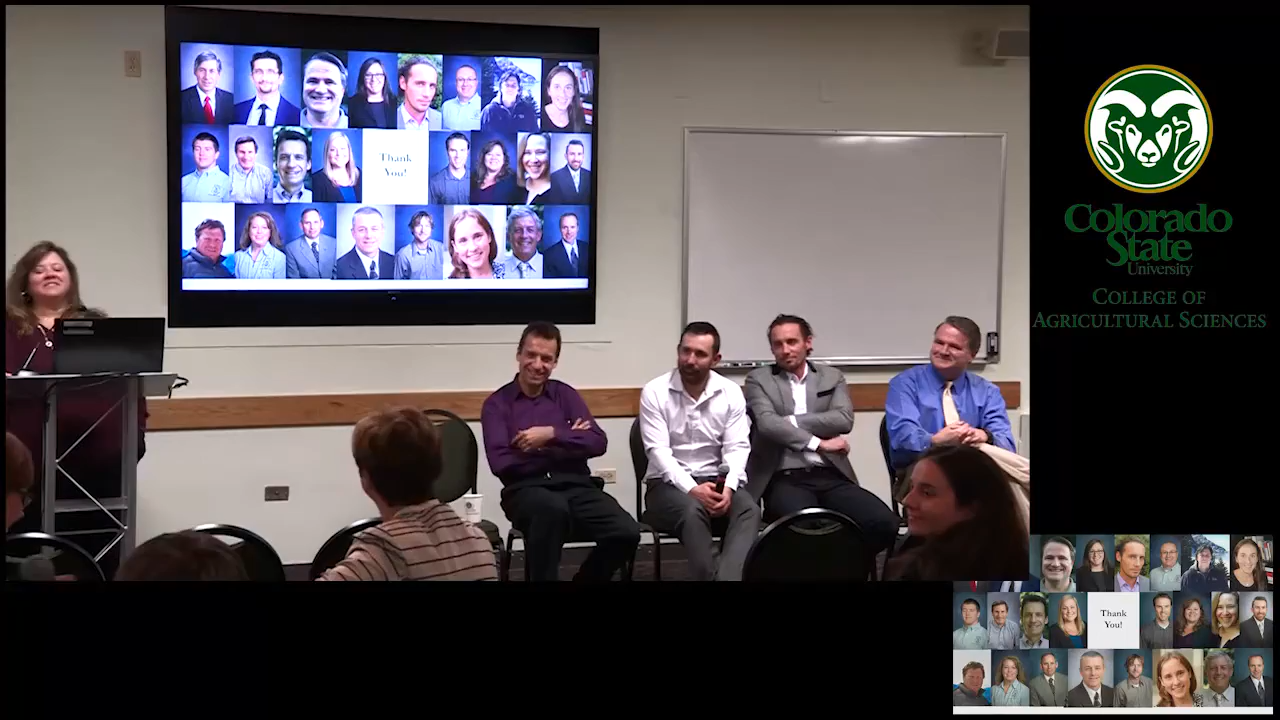 Thank
You!
Colorado
State
University
College of
Agricultural Sciences
Thank
You!